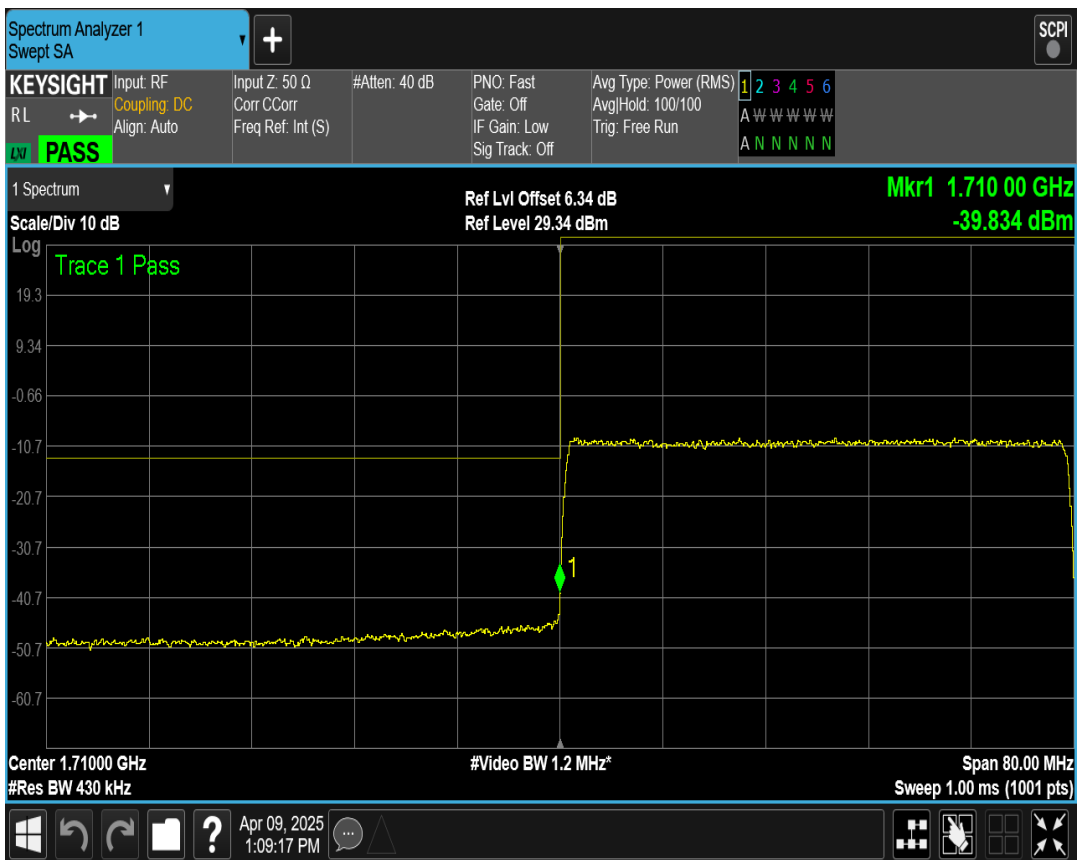 Spectrum Analyzer 1
Swept SA
+
SCPI
KEYSIGHT
RL
LXI PASS
Input: RF
Coupling: DC
Align: Auto
Input Z: 50 Ω
Corr CCorr
Freq Ref: Int (S)
#Atten: 40 dB
PNO: Fast
Gate: Off
IF Gain: Low
Sig Track: Off
Avg Type: Power (RMS)
Avg|Hold: 100/100
Trig: Free Run
1 2 3 4 5 6
A W W W W W
A N N N N N
1 Spectrum
Scale/Div 10 dB
Ref Lvl Offset 6.34 dB
Ref Level 29.34 dBm
Mkr1 1.710 00 GHz
-39.834 dBm
Log
Trace 1 Pass
19.3
9.34
-0.66
-10.7
-20.7
-30.7
1
-40.7
-50.7
-60.7
Center 1.71000 GHz
#Video BW 1.2 MHz*
Span 80.00 MHz
#Res BW 430 kHz
Sweep 1.00 ms (1001 pts)
?
Apr 09, 2025
1:09:17 PM